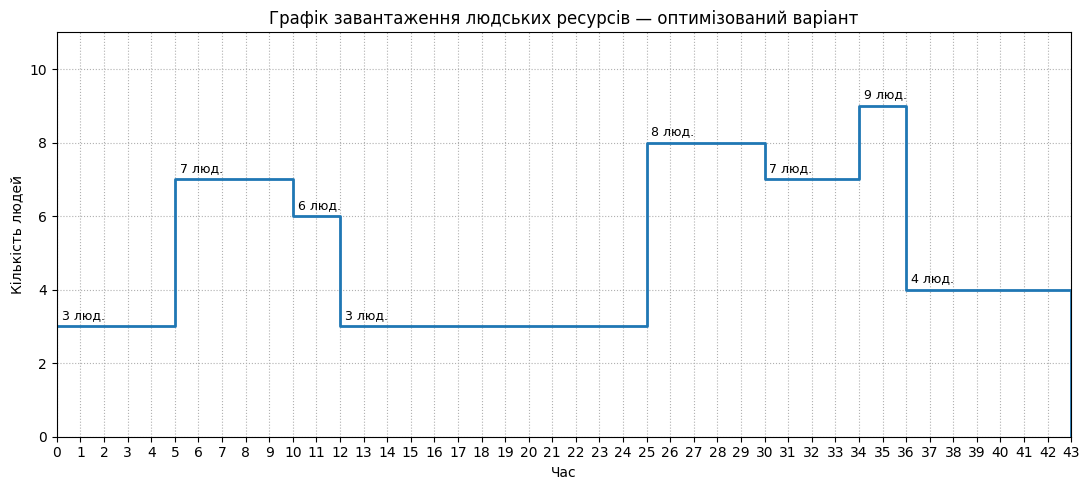 Графік завантаження людських ресурсів — оптимізований варіант
Кількість людей
10
8
6
4
2
0
9 люд.
8 люд.
7 люд.
7 люд.
6 люд.
4 люд.
3 люд.
3 люд.
0 1 2 3 4 5 6 7 8 9 10 11 12 13 14 15 16 17 18 19 20 21 22 23 24 25 26 27 28 29 30 31 32 33 34 35 36 37 38 39 40 41 42 43
Час